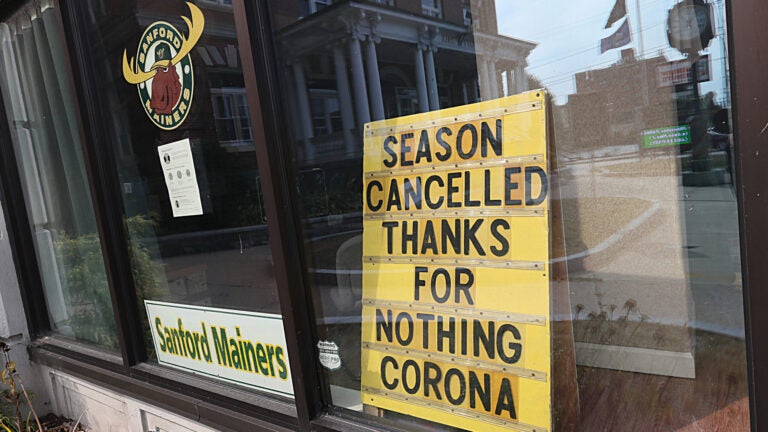 SANFORD
MAINERS
Sanford Mainers
SEASON
CANCELLED
THANKS
FOR
NOTHING
CORONA